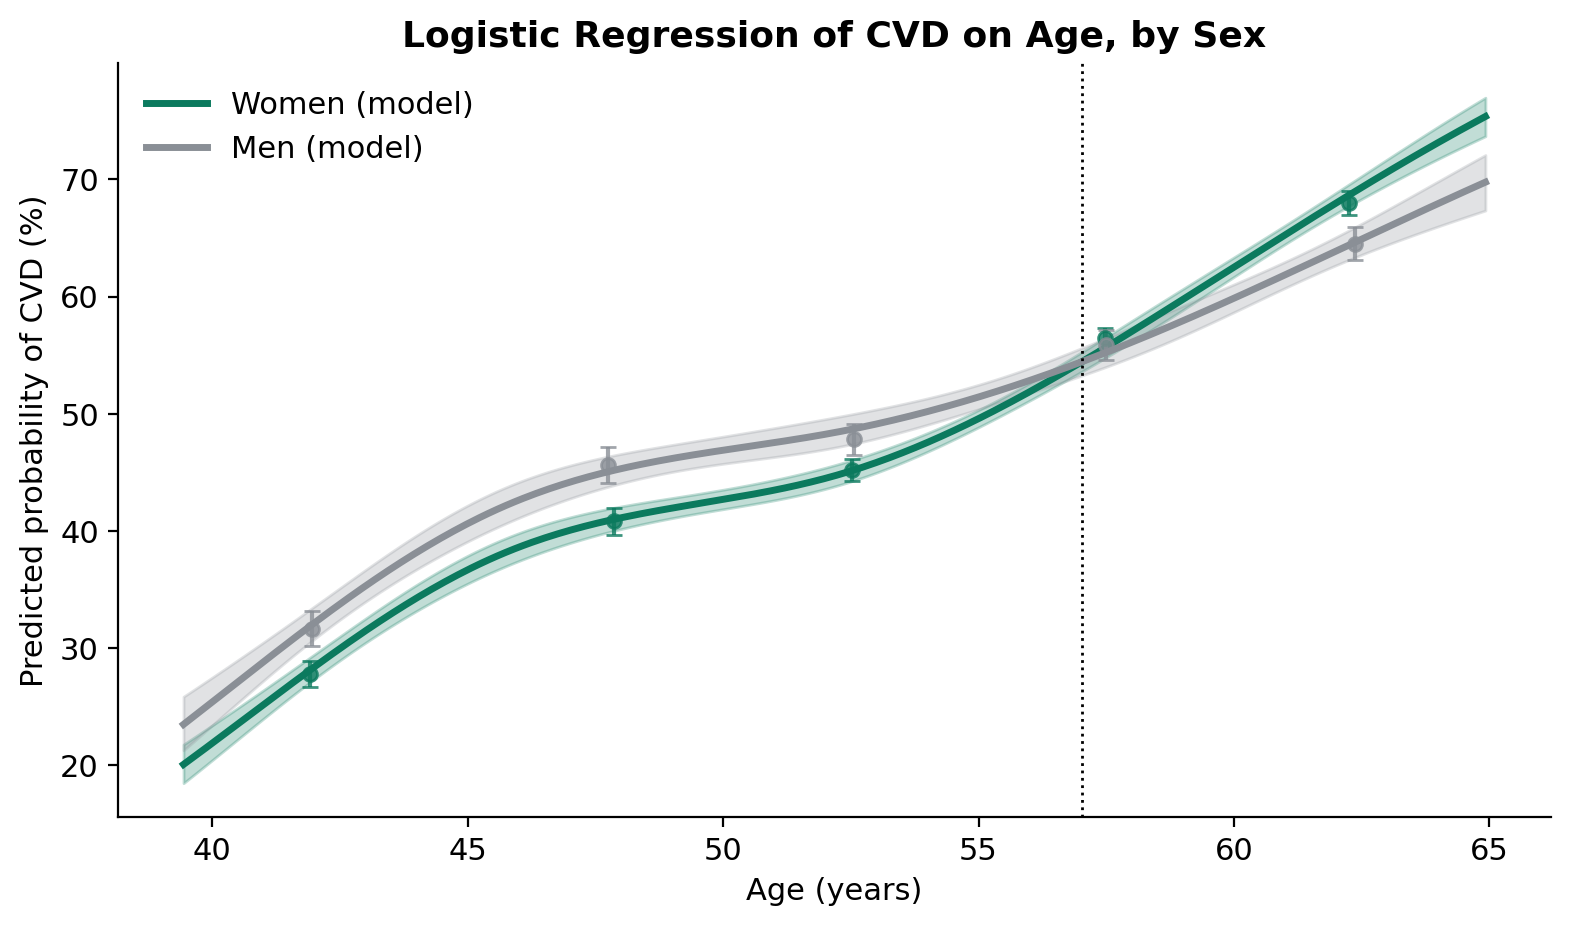 Logistic Regression of CVD on Age, by Sex
Women (model)
Men (model)
Predicted probability of CVD (%)
70
60
50
40
30
20
40 45 50 55 60 65
Age (years)